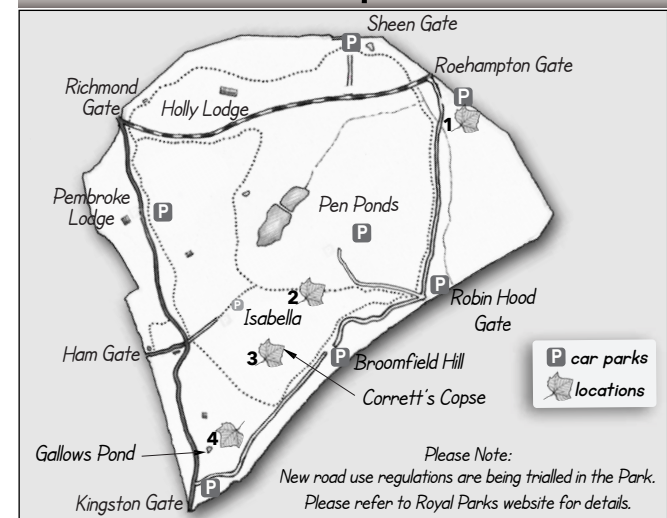 Sheen Gate
P
Roehampton Gate
Richmond
Gate
Holly Lodge
P
1
Pembroke
Lodge
P
Pen Ponds
P
2
P
Isabella
P
Robin Hood
Gate
Ham Gate
3
P
Broomfield Hill
P car parks
locations
Corrett's Copse
4
Gallows Pond
Please Note:
New road use regulations are being trialled in the Park.
Please refer to Royal Parks website for details.
P
Kingston Gate